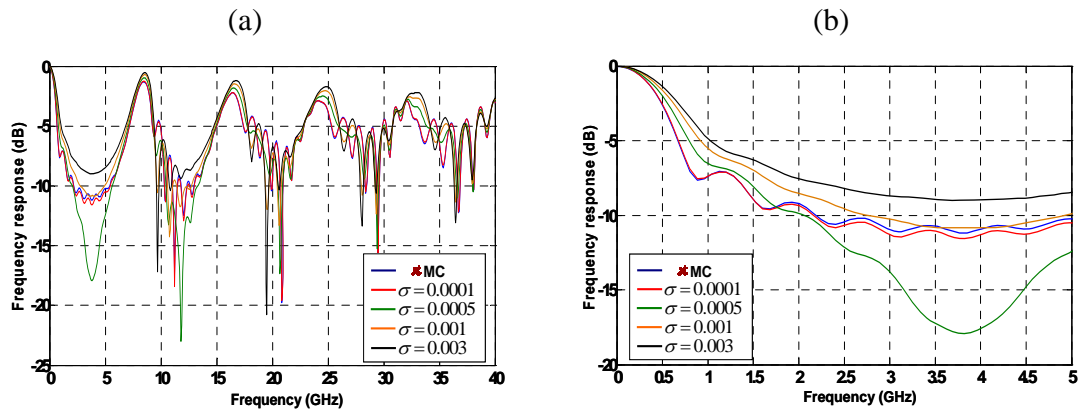 (a)
(b)
Frequency response (dB)
0
-5
-10
-15
-20
-25
0
5
10
15
20
25
30
35
40
Frequency (GHz)
MC
σ = 0.0001
σ = 0.0005
σ = 0.001
σ = 0.003
Frequency response (dB)
0
-5
-10
-15
-20
0
0.5
1
1.5
2
2.5
3
3.5
4
4.5
5
Frequency (GHz)
MC
σ = 0.0001
σ = 0.0005
σ = 0.001
σ = 0.003